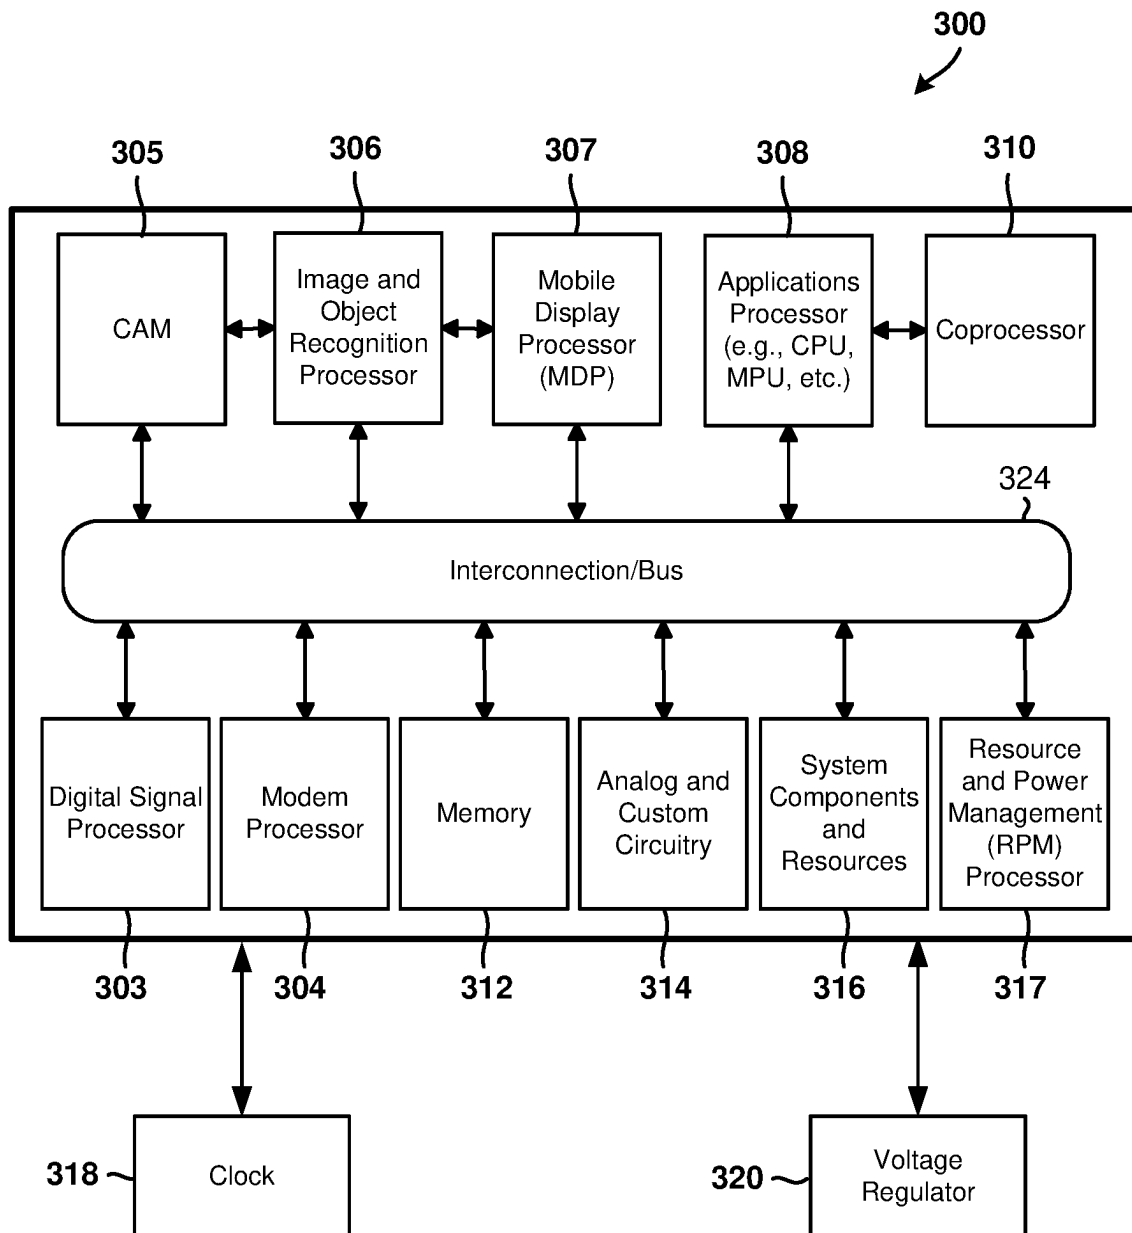 300
305
306
307
308
310
CAM
Image and
Object
Recognition
Processor
Mobile
Display
Processor
(MDP)
Applications
Processor
(e.g., CPU,
MPU, etc.)
Coprocessor
324
Interconnection/Bus
Digital Signal
Processor
Modem
Processor
Memory
Analog and
Custom
Circuitry
System
Components
and
Resources
Resource
and Power
Management
(RPM)
Processor
303
304
312
314
316
317
318
Clock
320
Voltage
Regulator